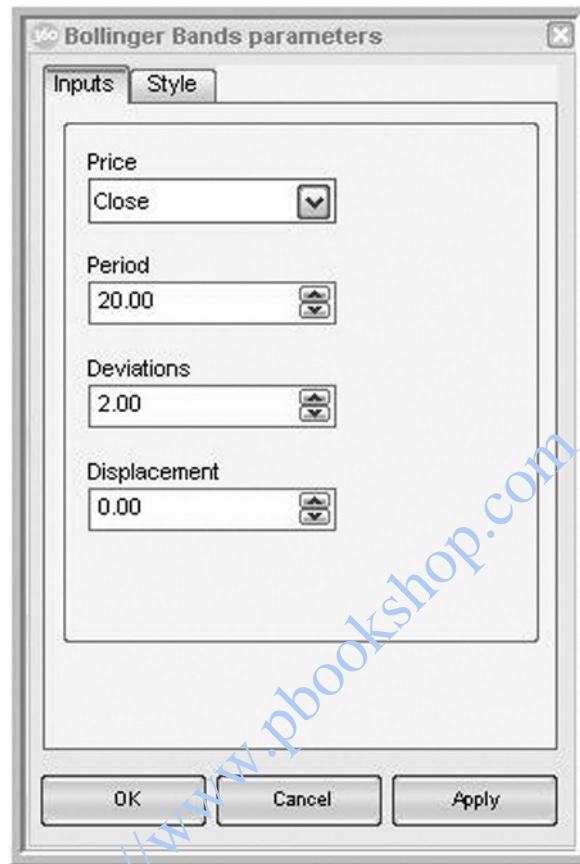 Bollinger Bands parameters
Inputs Style
Price
Close
Period
20.00
Deviations
2.00
Displacement
0.00
OK Cancel Apply
//www.pbookshop.com